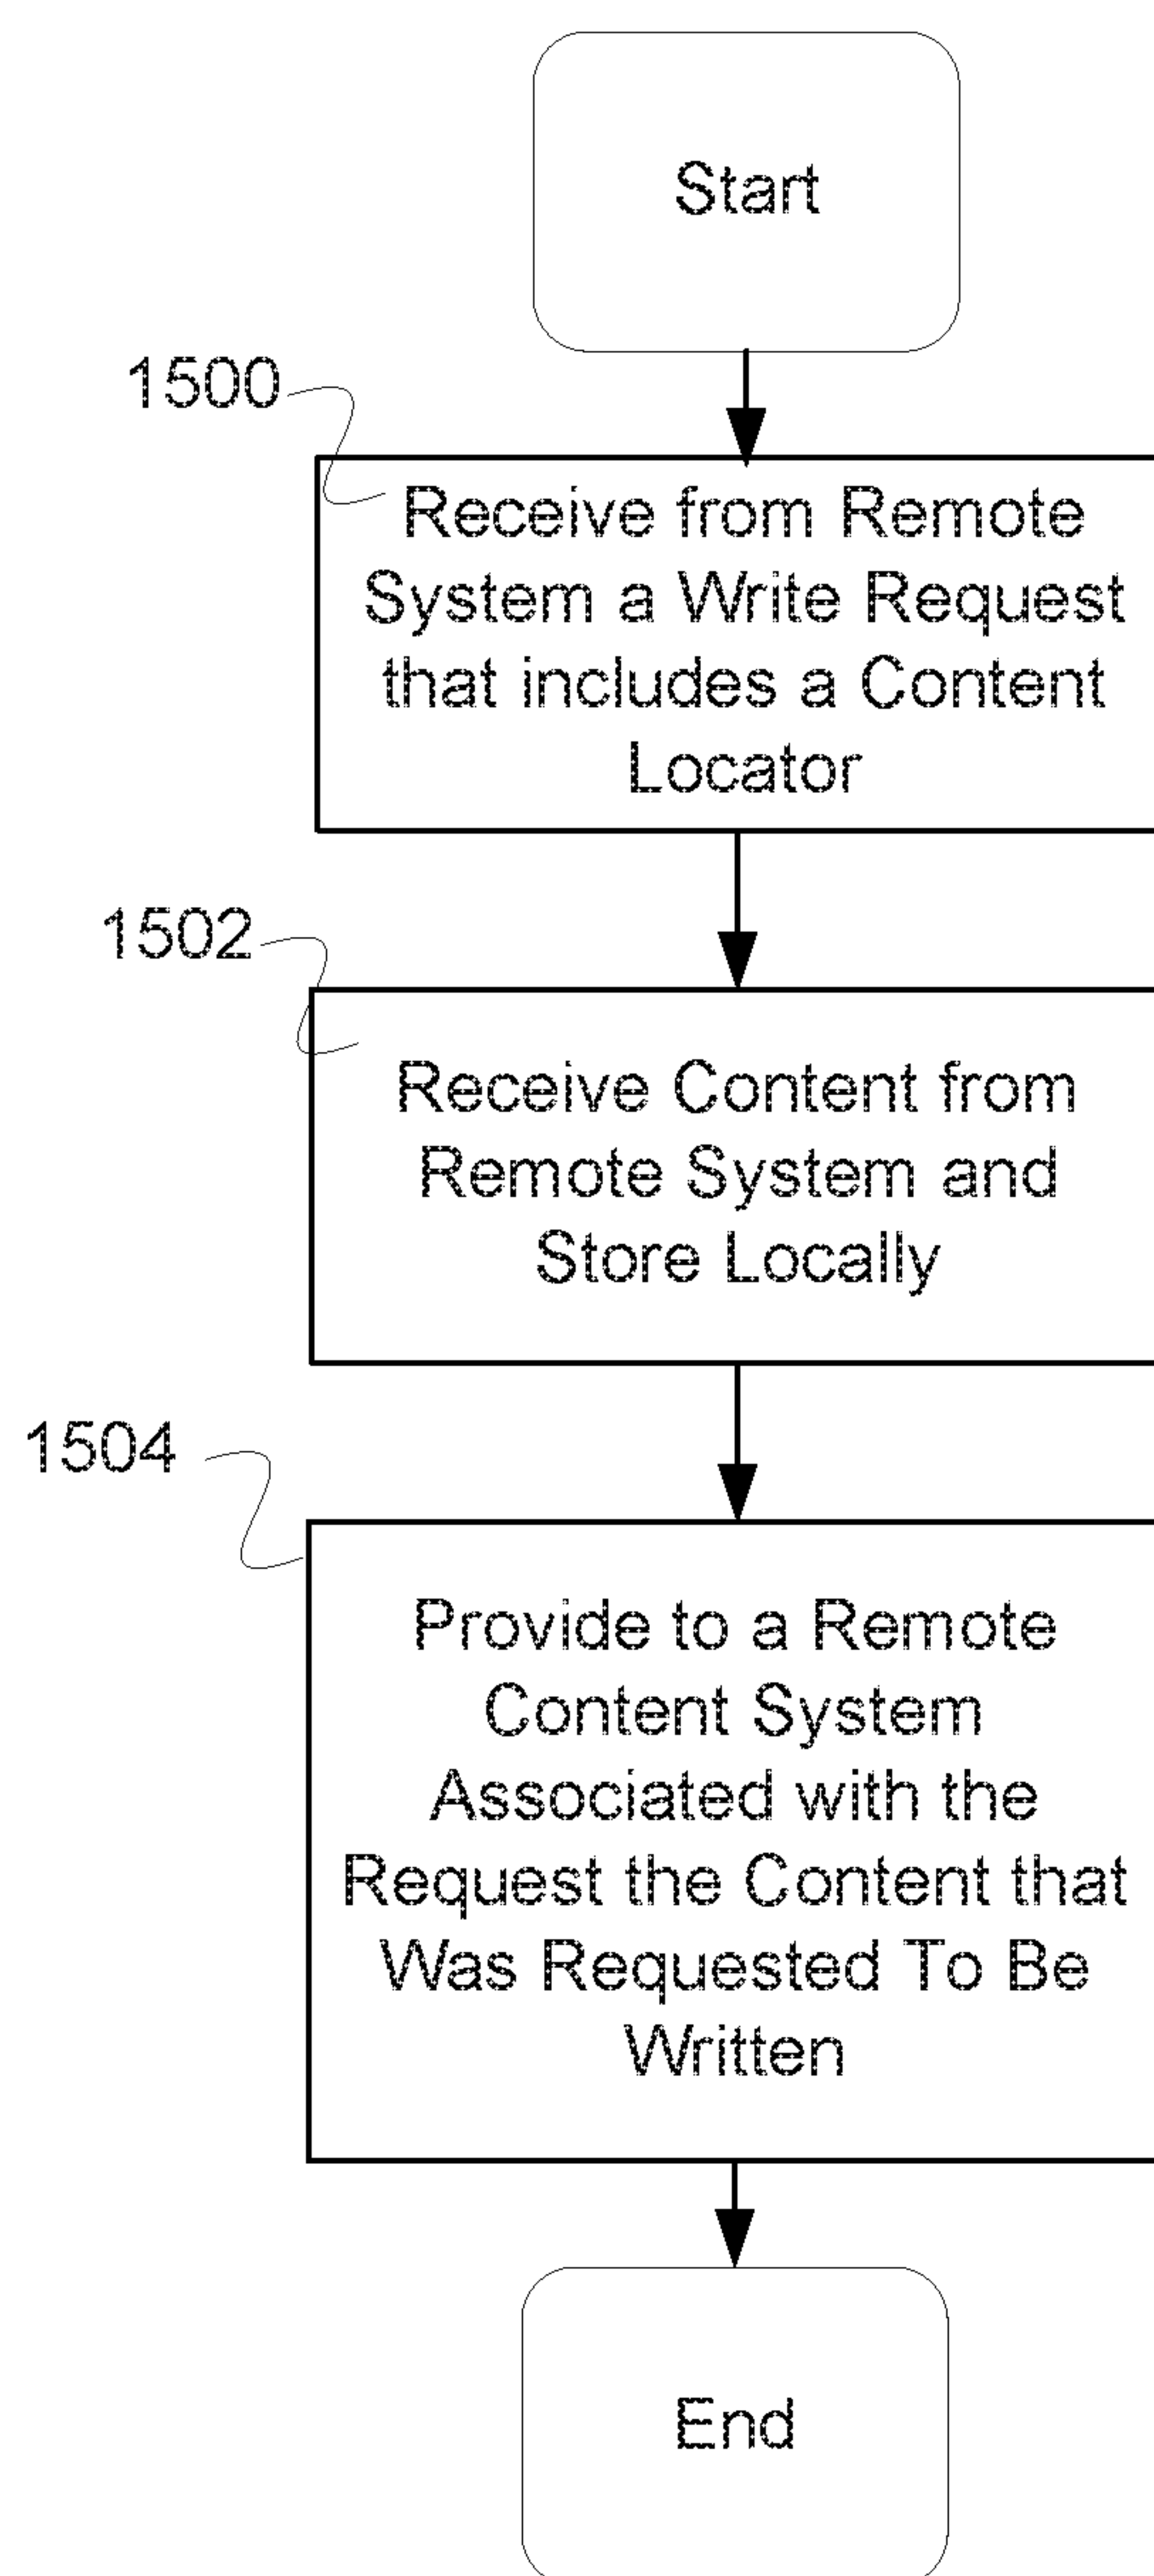 Start
1500
Receive from Remote
System a Write Request
that includes a Content
Locator
1502
Receive Content from
Remote System and
Store Locally
1504
Provide to a Remote
Content System
Associated with the
Request the Content that
Was Requested To Be
Written
End